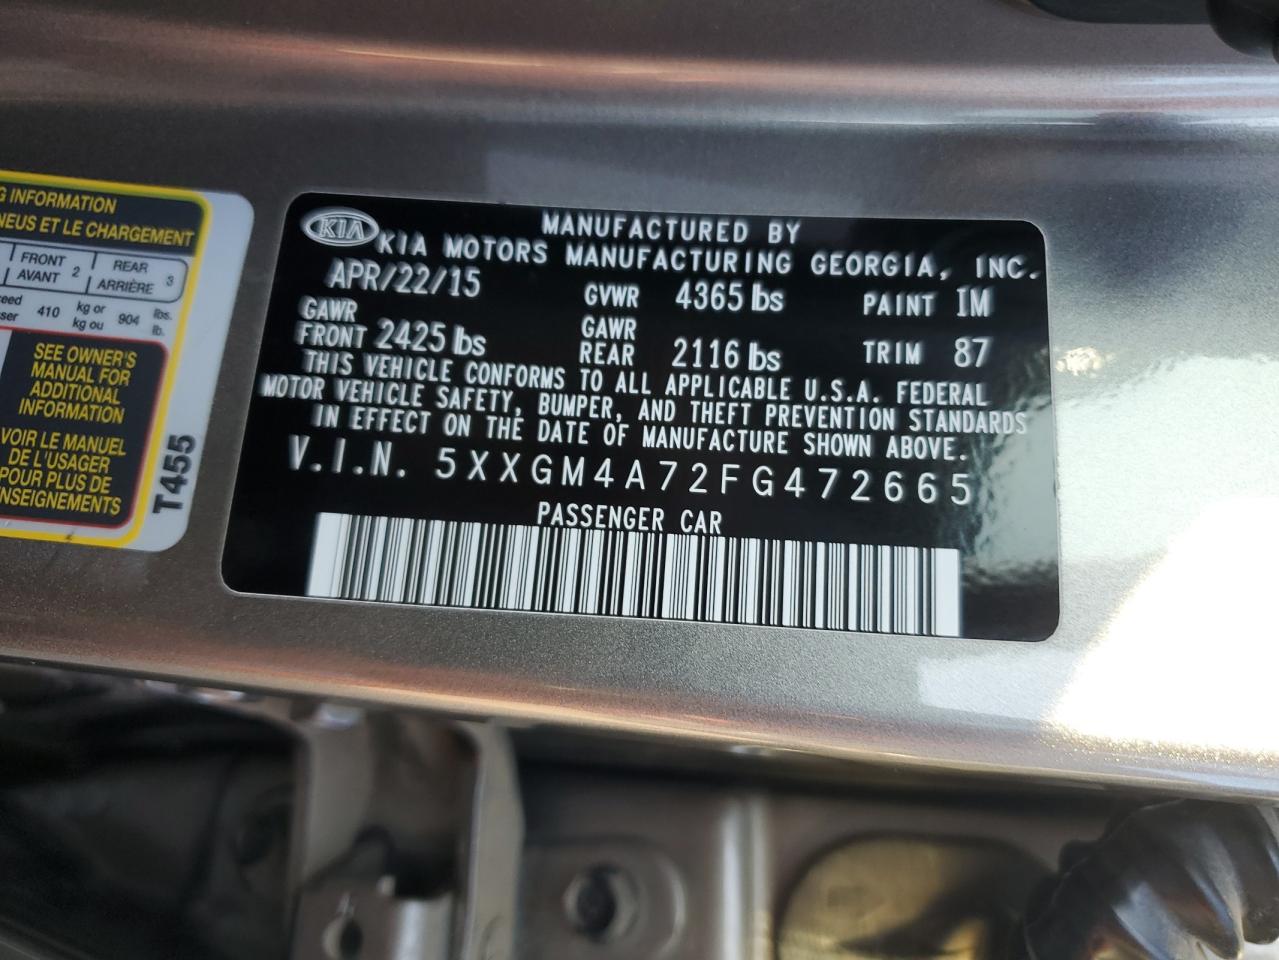 G INFORMATION
NEUS ET LE CHARGEMENT
FRONT
AVANT 2
REAR
ARRIÈRE 3
410 kg or 904 lbs.
kg ou lb.
SEE OWNER'S
MANUAL FOR
ADDITIONAL
INFORMATION
VOIR LE MANUEL
DE L'USAGER
POUR PLUS DE
NSEIGNEMENTS
T455
KIA
MANUFACTURED BY
KIA MOTORS MANUFACTURING GEORGIA, INC.
APR/22/15 GVWR 4365 lbs PAINT IM
GAWR FRONT 2425 lbs GAWR REAR 2116 lbs TRIM 87
THIS VEHICLE CONFORMS TO ALL APPLICABLE U.S.A. FEDERAL
MOTOR VEHICLE SAFETY, BUMPER, AND THEFT PREVENTION STANDARDS
IN EFFECT ON THE DATE OF MANUFACTURE SHOWN ABOVE.
V.I.N. 5XXGM4A72FG472665
PASSENGER CAR